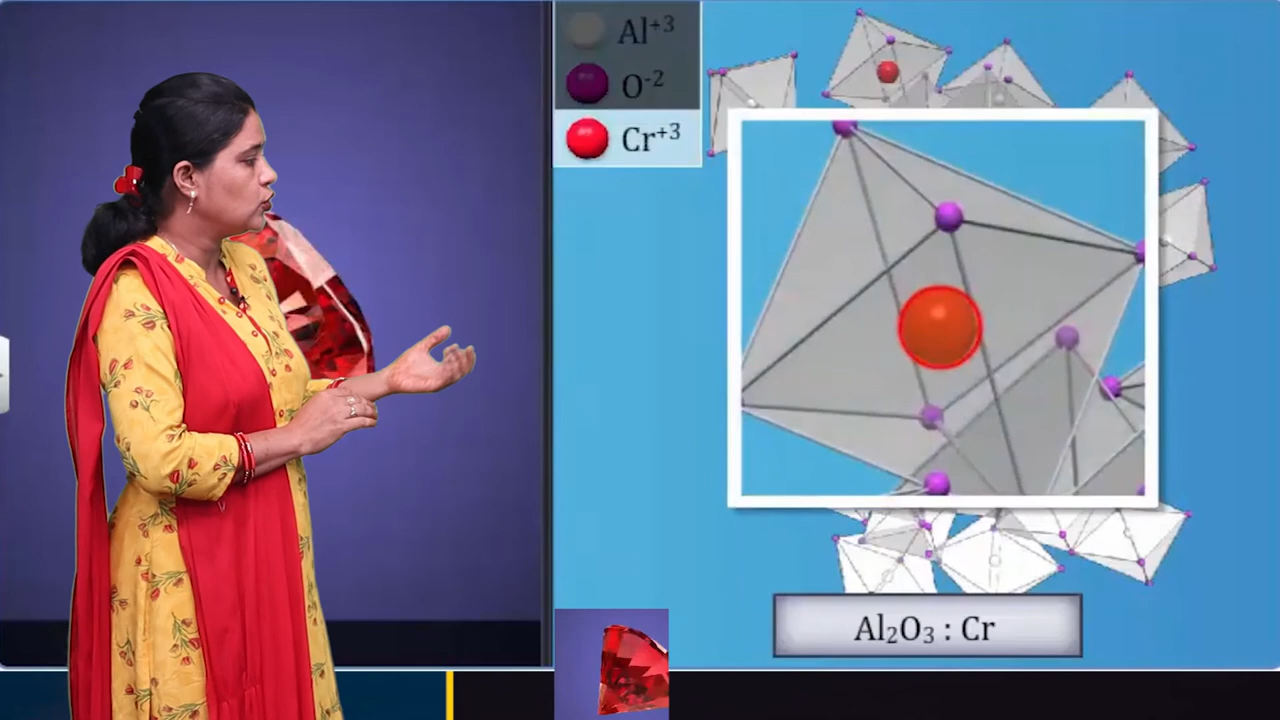 Al⁺³
O⁻²
Cr⁺³
Al₂O₃ : Cr